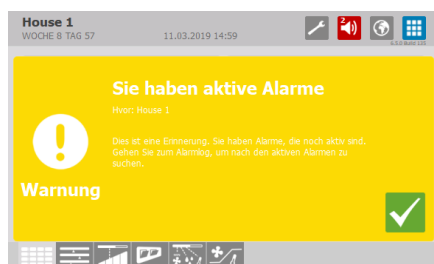 House 1
WOCHE 8 TAG 57
11.03.2019 14:59
2
Sie haben aktive Alarme
Hvor: House 1
Dies ist eine Erinnerung. Sie haben Alarme, die noch aktiv sind.
Gehen Sie zum Alarmlog, um nach den aktiven Alarmen zu
suchen.
Warnung